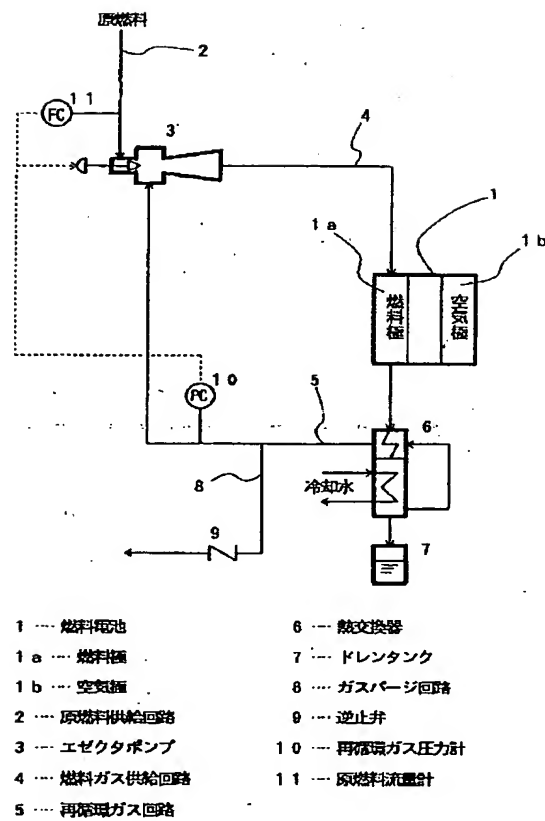 原燃料
2
11
FC
3
4
1
1a
1b
燃料極
空気極
10
PC
5
6
8
冷却水
9
7
1 … 燃料電池
1a … 燃料極
1b … 空気極
2 … 原燃料供給回路
3 … エゼクタポンプ
4 … 燃料ガス供給回路
5 … 再循環ガス回路
6 … 熱交換器
7 … ドレンタンク
8 … ガスパージ回路
9 … 逆止弁
10 … 再循環ガス圧力計
11 … 原燃料流量計